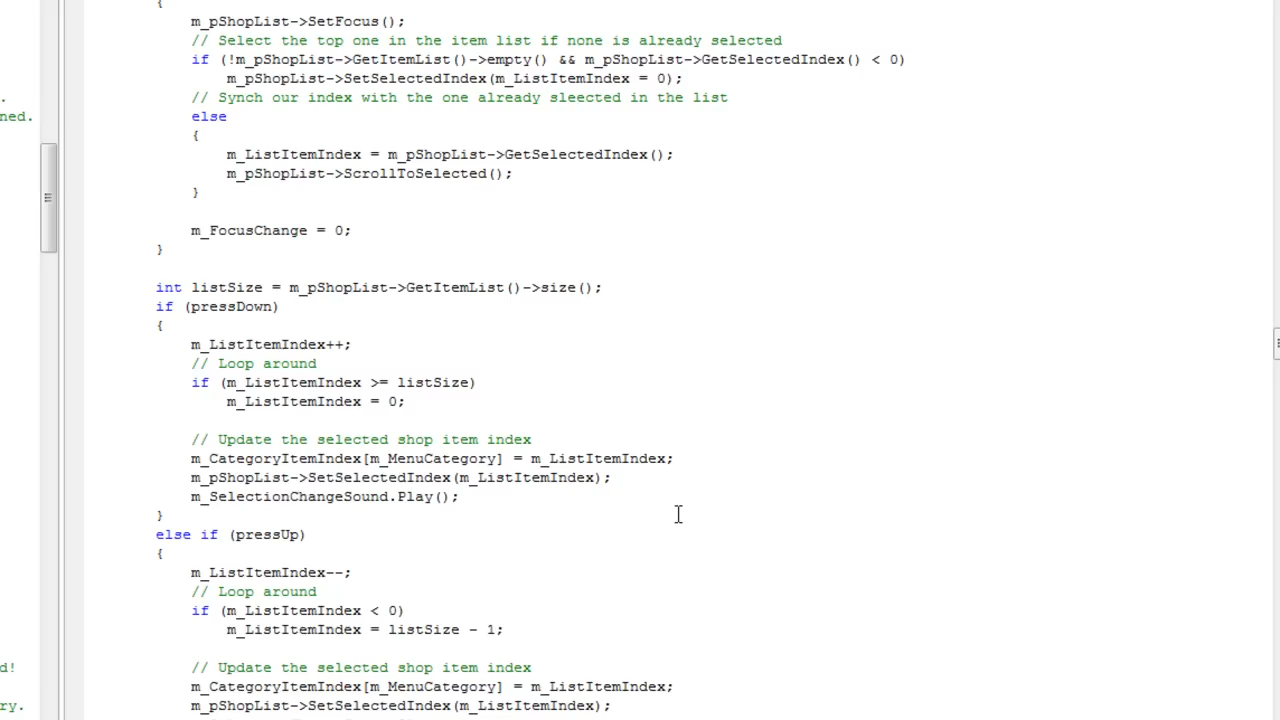 {
m_pShopList->SetFocus();
// Select the top one in the item list if none is already selected
if (!m_pShopList->GetItemList()->empty() && m_pShopList->GetSelectedIndex() < 0)
m_pShopList->SetSelectedIndex(m_ListItemIndex = 0);
.
// Synch our index with the one already sleected in the list
ned.
else
{
m_ListItemIndex = m_pShopList->GetSelectedIndex();
m_pShopList->ScrollToSelected();
}
m_FocusChange = 0;
}
int listSize = m_pShopList->GetItemList()->size();
if (pressDown)
{
m_ListItemIndex++;
// Loop around
if (m_ListItemIndex >= listSize)
m_ListItemIndex = 0;
// Update the selected shop item index
m_CategoryItemIndex[m_MenuCategory] = m_ListItemIndex;
m_pShopList->SetSelectedIndex(m_ListItemIndex);
m_SelectionChangeSound.Play();
}
else if (pressUp)
{
m_ListItemIndex--;
// Loop around
if (m_ListItemIndex < 0)
m_ListItemIndex = listSize - 1;
d!
// Update the selected shop item index
m_CategoryItemIndex[m_MenuCategory] = m_ListItemIndex;
ry.
m_pShopList->SetSelectedIndex(m_ListItemIndex);